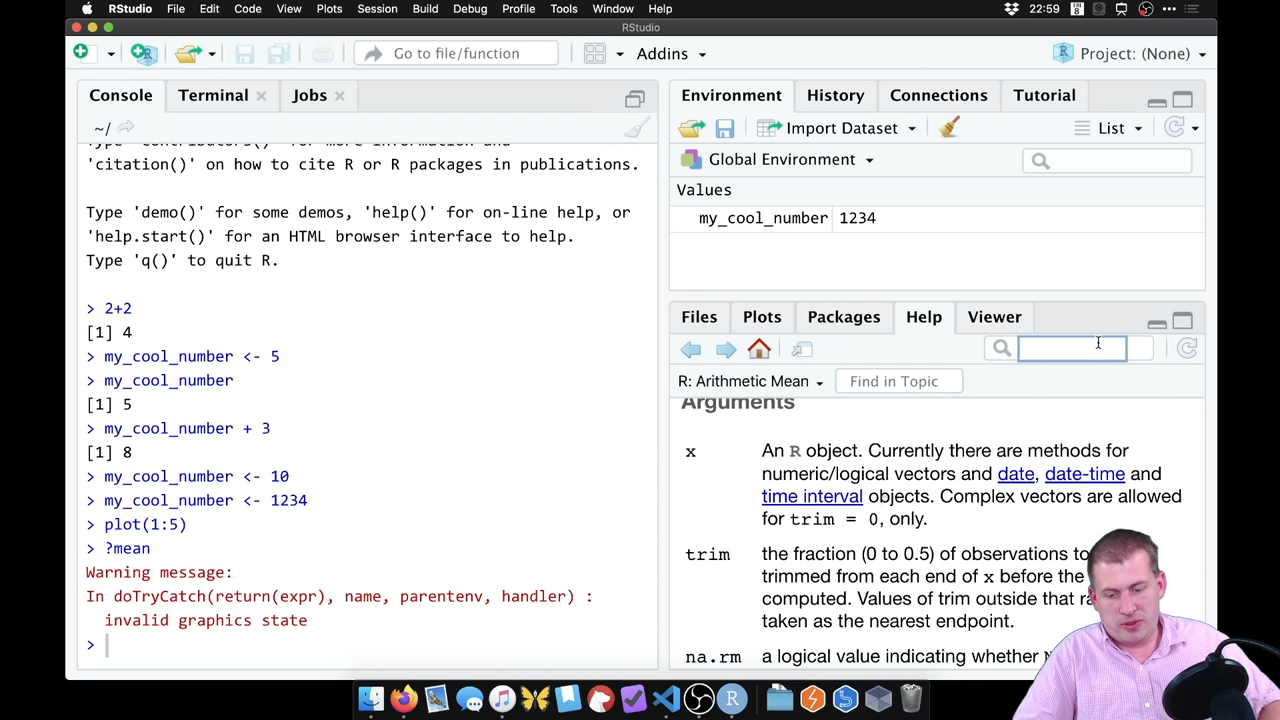 RStudio File Edit Code View Plots Session Build Debug Profile Tools Window Help 22:59 8
RStudio
Go to file/function Addins Project: (None)
Console Terminal Jobs
~/
'citation()' on how to cite R or R packages in publications.
Type 'demo()' for some demos, 'help()' for on-line help, or
'help.start()' for an HTML browser interface to help.
Type 'q()' to quit R.
> 2+2
[1] 4
> my_cool_number <- 5
> my_cool_number
[1] 5
> my_cool_number + 3
[1] 8
> my_cool_number <- 10
> my_cool_number <- 1234
> plot(1:5)
> ?mean
Warning message:
In doTryCatch(return(expr), name, parentenv, handler) :
invalid graphics state
>
Environment History Connections Tutorial
Import Dataset List
Global Environment
Values
my_cool_number 1234
Files Plots Packages Help Viewer
R: Arithmetic Mean Find in Topic
Arguments
x An R object. Currently there are methods for
numeric/logical vectors and date, date-time and
time interval objects. Complex vectors are allowed
for trim = 0, only.
trim the fraction (0 to 0.5) of observations to
trimmed from each end of x before the
computed. Values of trim outside that
taken as the nearest endpoint.
na.rm a logical value indicating whether